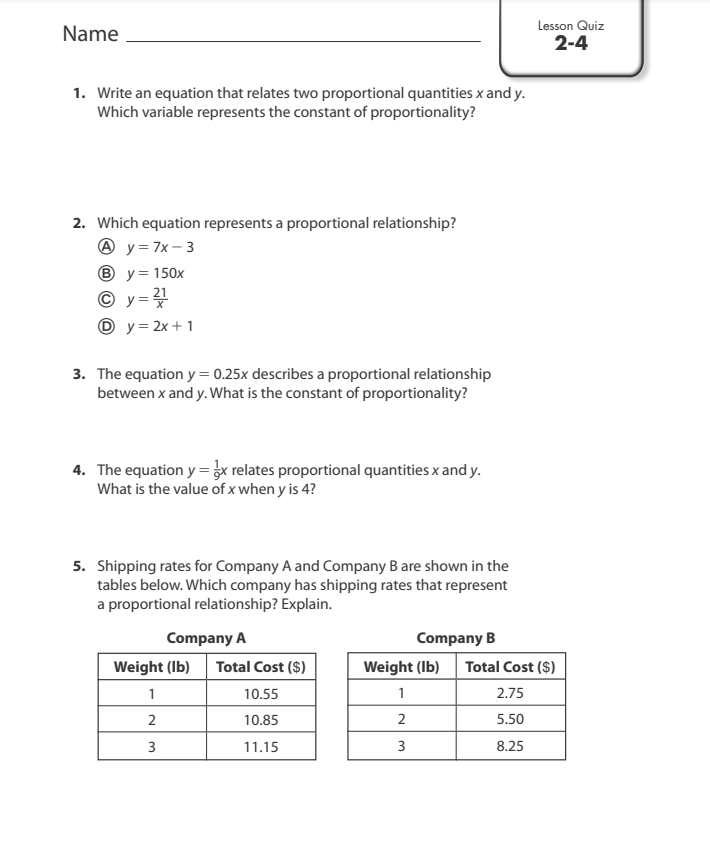 Name
Lesson Quiz
2-4
1. Write an equation that relates two proportional quantities x and y.
Which variable represents the constant of proportionality?
2. Which equation represents a proportional relationship?
Ⓐ y = 7x – 3
Ⓑ y = 150x
Ⓒ y = 21/x
Ⓓ y = 2x + 1
3. The equation y = 0.25x describes a proportional relationship
between x and y. What is the constant of proportionality?
4. The equation y = 1/9x relates proportional quantities x and y.
What is the value of x when y is 4?
5. Shipping rates for Company A and Company B are shown in the
tables below. Which company has shipping rates that represent
a proportional relationship? Explain.
Company A
Weight (lb) Total Cost ($)
1 10.55
2 10.85
3 11.15
Company B
Weight (lb) Total Cost ($)
1 2.75
2 5.50
3 8.25